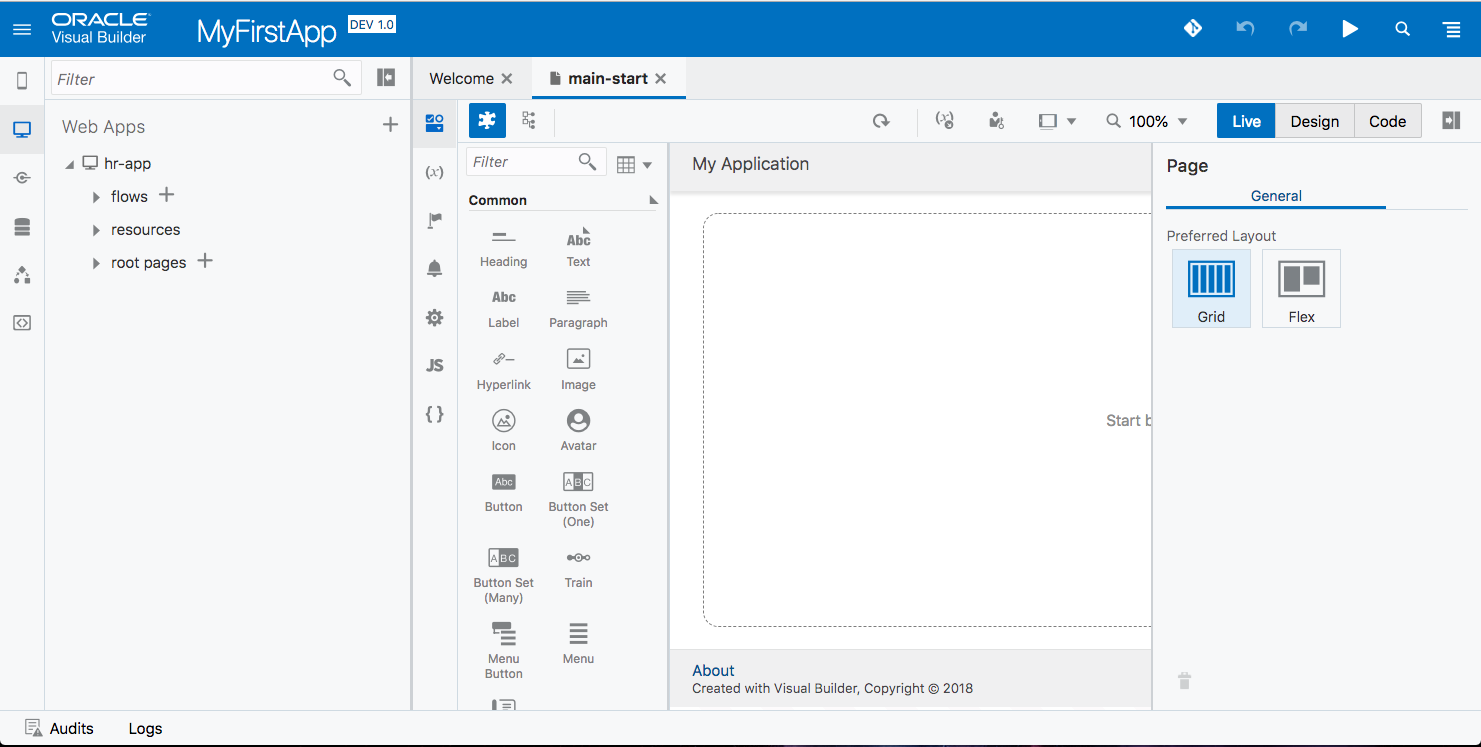 ORACLE
Visual Builder
MyFirstApp
DEV 1.0
Filter
Welcome
main-start
Web Apps
hr-app
flows
resources
root pages
(x)
JS
{ }
(x)
100%
Live
Design
Code
Filter
Common
Abc
Heading
Text
Abc
Label
Paragraph
Hyperlink
Image
Icon
Avatar
Abc
ABC
Button
Button Set
(One)
ABC
Button Set
(Many)
Train
Menu
Button
Menu
My Application
Start b
About
Created with Visual Builder, Copyright © 2018
Page
General
Preferred Layout
Grid
Flex
Audits
Logs